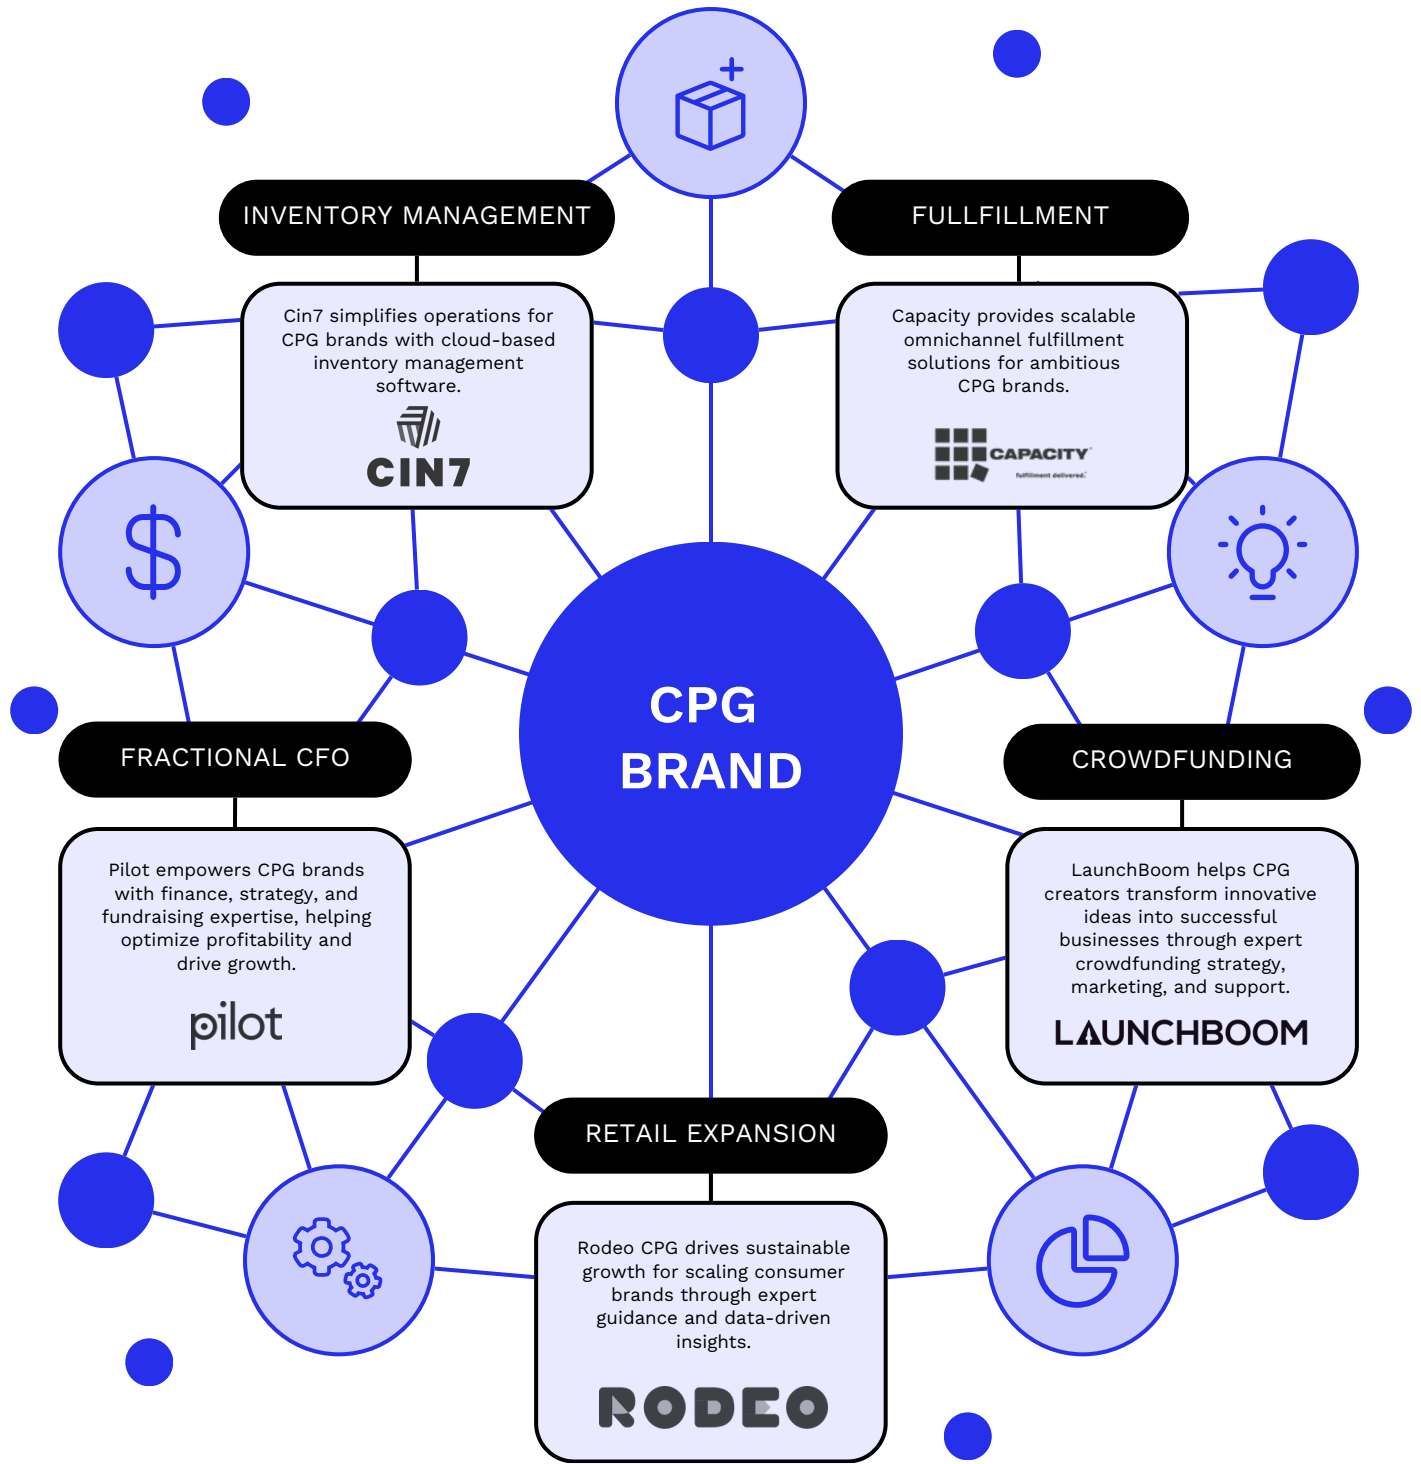 INVENTORY MANAGEMENT
Cin7 simplifies operations for
CPG brands with cloud-based
inventory management
software.
CIN7
FULLFILLMENT
Capacity provides scalable
omnichannel fulfillment
solutions for ambitious
CPG brands.
CAPACITY
fulfillment delivered.
CPG
BRAND
FRACTIONAL CFO
Pilot empowers CPG brands
with finance, strategy, and
fundraising expertise, helping
optimize profitability and
drive growth.
pilot
CROWDFUNDING
LaunchBoom helps CPG
creators transform innovative
ideas into successful
businesses through expert
crowdfunding strategy,
marketing, and support.
LAUNCHBOOM
RETAIL EXPANSION
Rodeo CPG drives sustainable
growth for scaling consumer
brands through expert
guidance and data-driven
insights.
RODEO